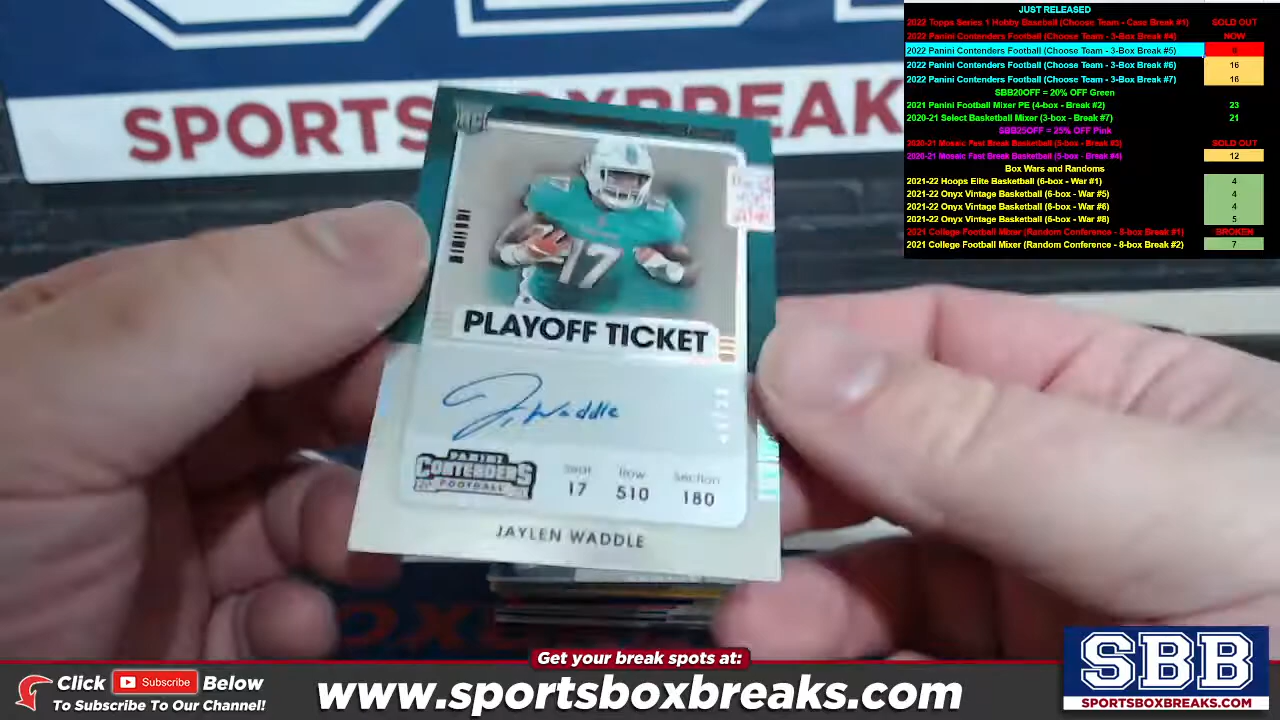 JUST RELEASED
2022 Topps Series 1 Hobby Baseball (Choose Team - Case Break #1) SOLD OUT
2022 Panini Contenders Football (Choose Team - 3-Box Break #4) NOW
2022 Panini Contenders Football (Choose Team - 3-Box Break #5)
2022 Panini Contenders Football (Choose Team - 3-Box Break #6) 16
2022 Panini Contenders Football (Choose Team - 3-Box Break #7) 16
SBB20OFF = 20% OFF Green
2021 Panini Football Mixer PE (4-box - Break #2) 23
2020-21 Select Basketball Mixer (3-box - Break #7) 21
SBB25OFF = 25% OFF Pink
2020-21 Mosaic Fast Break Basketball (5-box - Break #3) SOLD OUT
2020-21 Mosaic Fast Break Basketball (5-box - Break #4) 12
Box Wars and Randoms
2021-22 Hoops Elite Basketball (6-box - War #1) 4
2021-22 Onyx Vintage Basketball (6-box - War #5) 4
2021-22 Onyx Vintage Basketball (6-box - War #6) 4
2021-22 Onyx Vintage Basketball (6-box - War #8) 5
2021 College Football Mixer (Random Conference - 8-box Break #1) BROKEN
2021 College Football Mixer (Random Conference - 8-box Break #2) 7
17
PLAYOFF TICKET
J. Waddle
PANINI
CONTENDERS
FOOTBALL
Seat Row Section
17 510 180
JAYLEN WADDLE
Get your break spots at:
Click Subscribe Below
To Subscribe To Our Channel!
www.sportsboxbreaks.com
SBB
SPORTSBOXBREAKS.COM